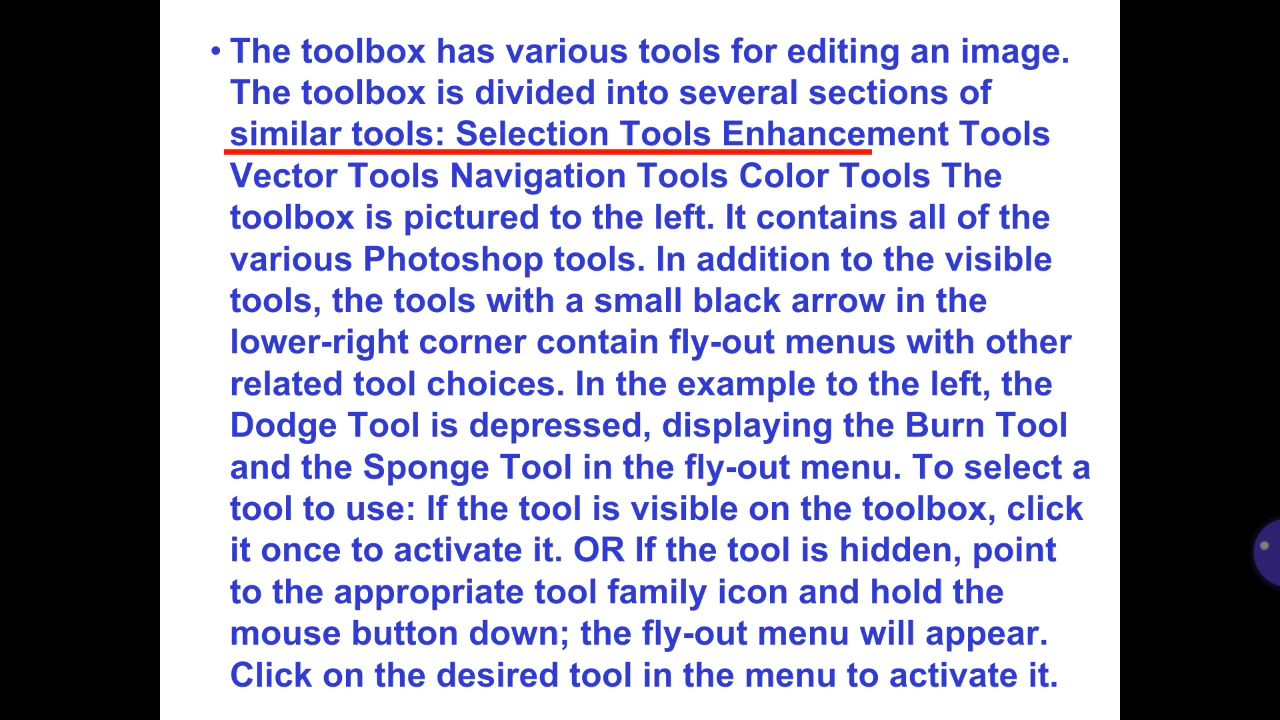 • The toolbox has various tools for editing an image.
The toolbox is divided into several sections of
similar tools: Selection Tools Enhancement Tools
Vector Tools Navigation Tools Color Tools The
toolbox is pictured to the left. It contains all of the
various Photoshop tools. In addition to the visible
tools, the tools with a small black arrow in the
lower-right corner contain fly-out menus with other
related tool choices. In the example to the left, the
Dodge Tool is depressed, displaying the Burn Tool
and the Sponge Tool in the fly-out menu. To select a
tool to use: If the tool is visible on the toolbox, click
it once to activate it. OR If the tool is hidden, point
to the appropriate tool family icon and hold the
mouse button down; the fly-out menu will appear.
Click on the desired tool in the menu to activate it.